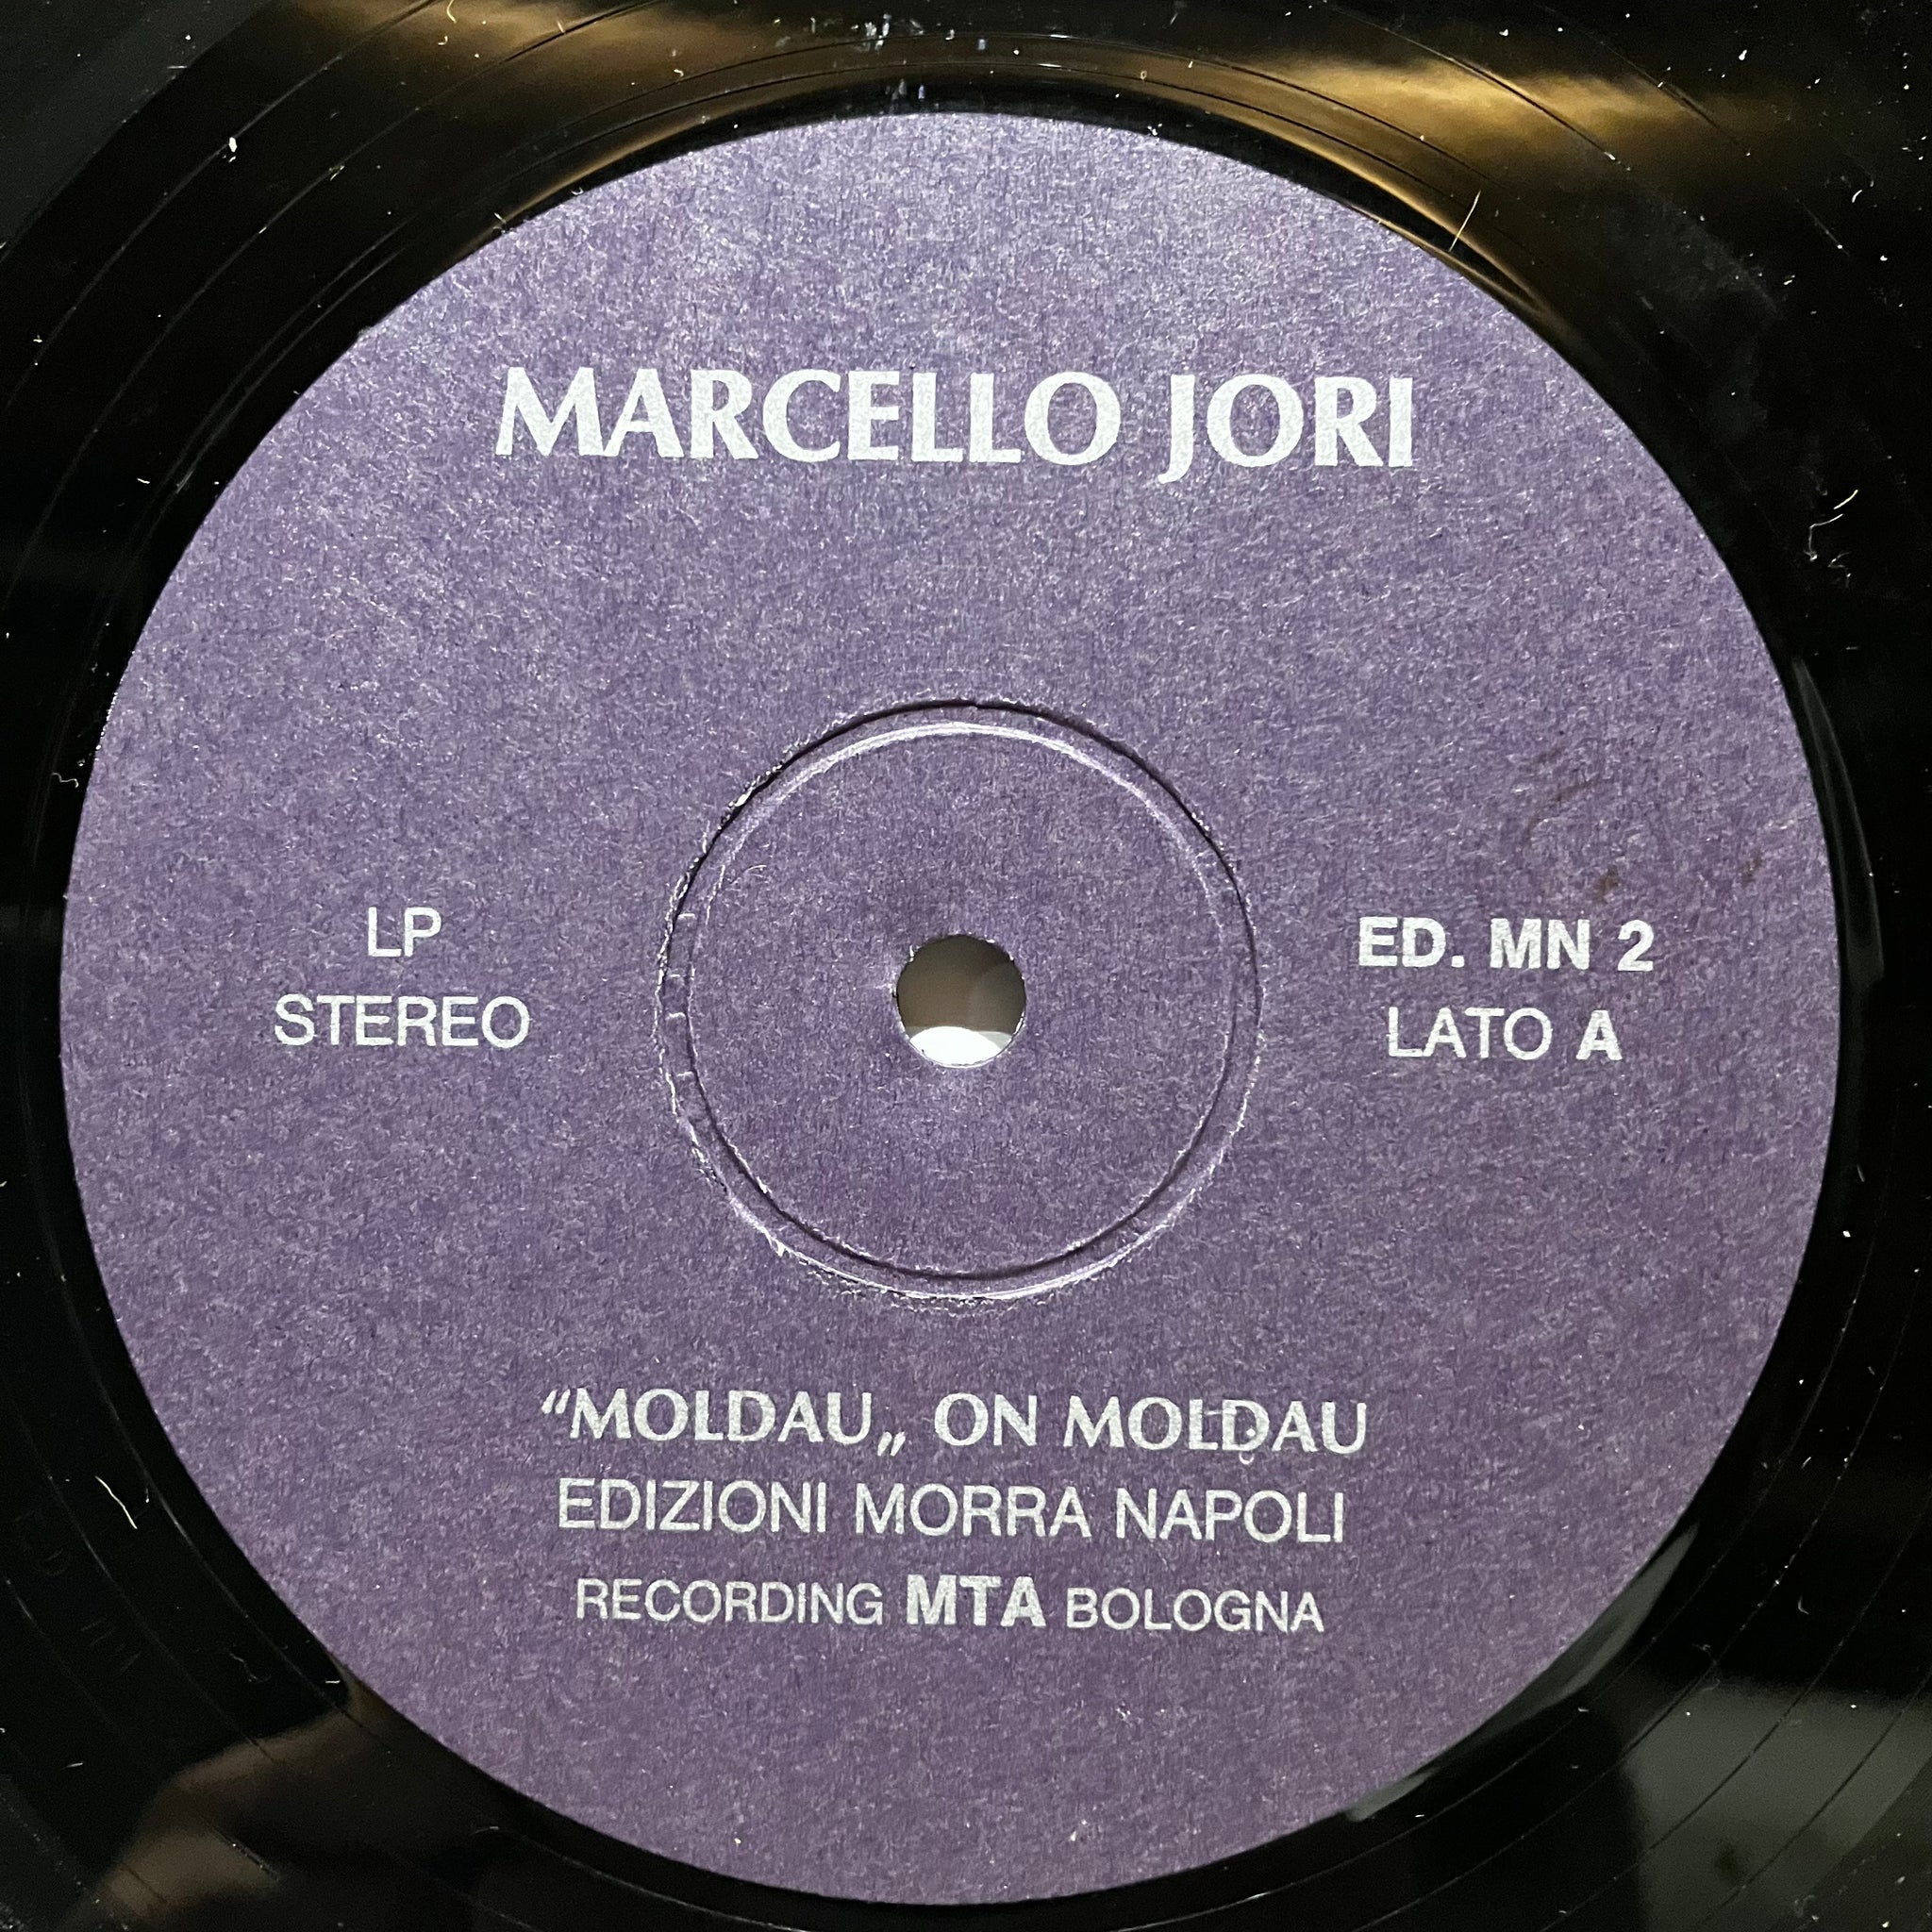 MARCELLO JORI
LP
STEREO
ED. MN 2
LATO A
“MOLDAU„ ON MOLDAU
EDIZIONI MORRA NAPOLI
RECORDING MTA BOLOGNA